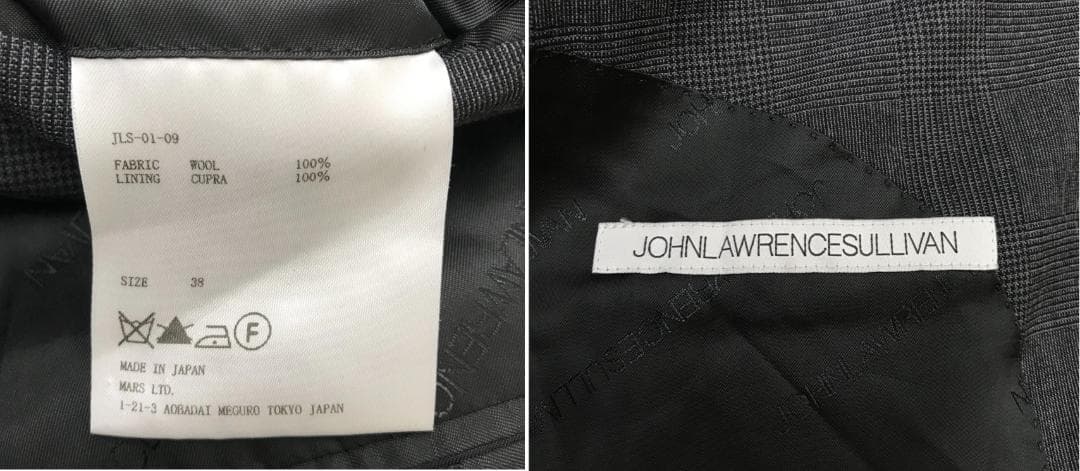 JLS-01-09
FABRIC WOOL 100%
LINING CUPRA 100%
SIZE 38
F
MADE IN JAPAN
MARS LTD.
1-21-3 AOBADAI MEGURO TOKYO JAPAN
JOHNLAWRENCESULLIVAN